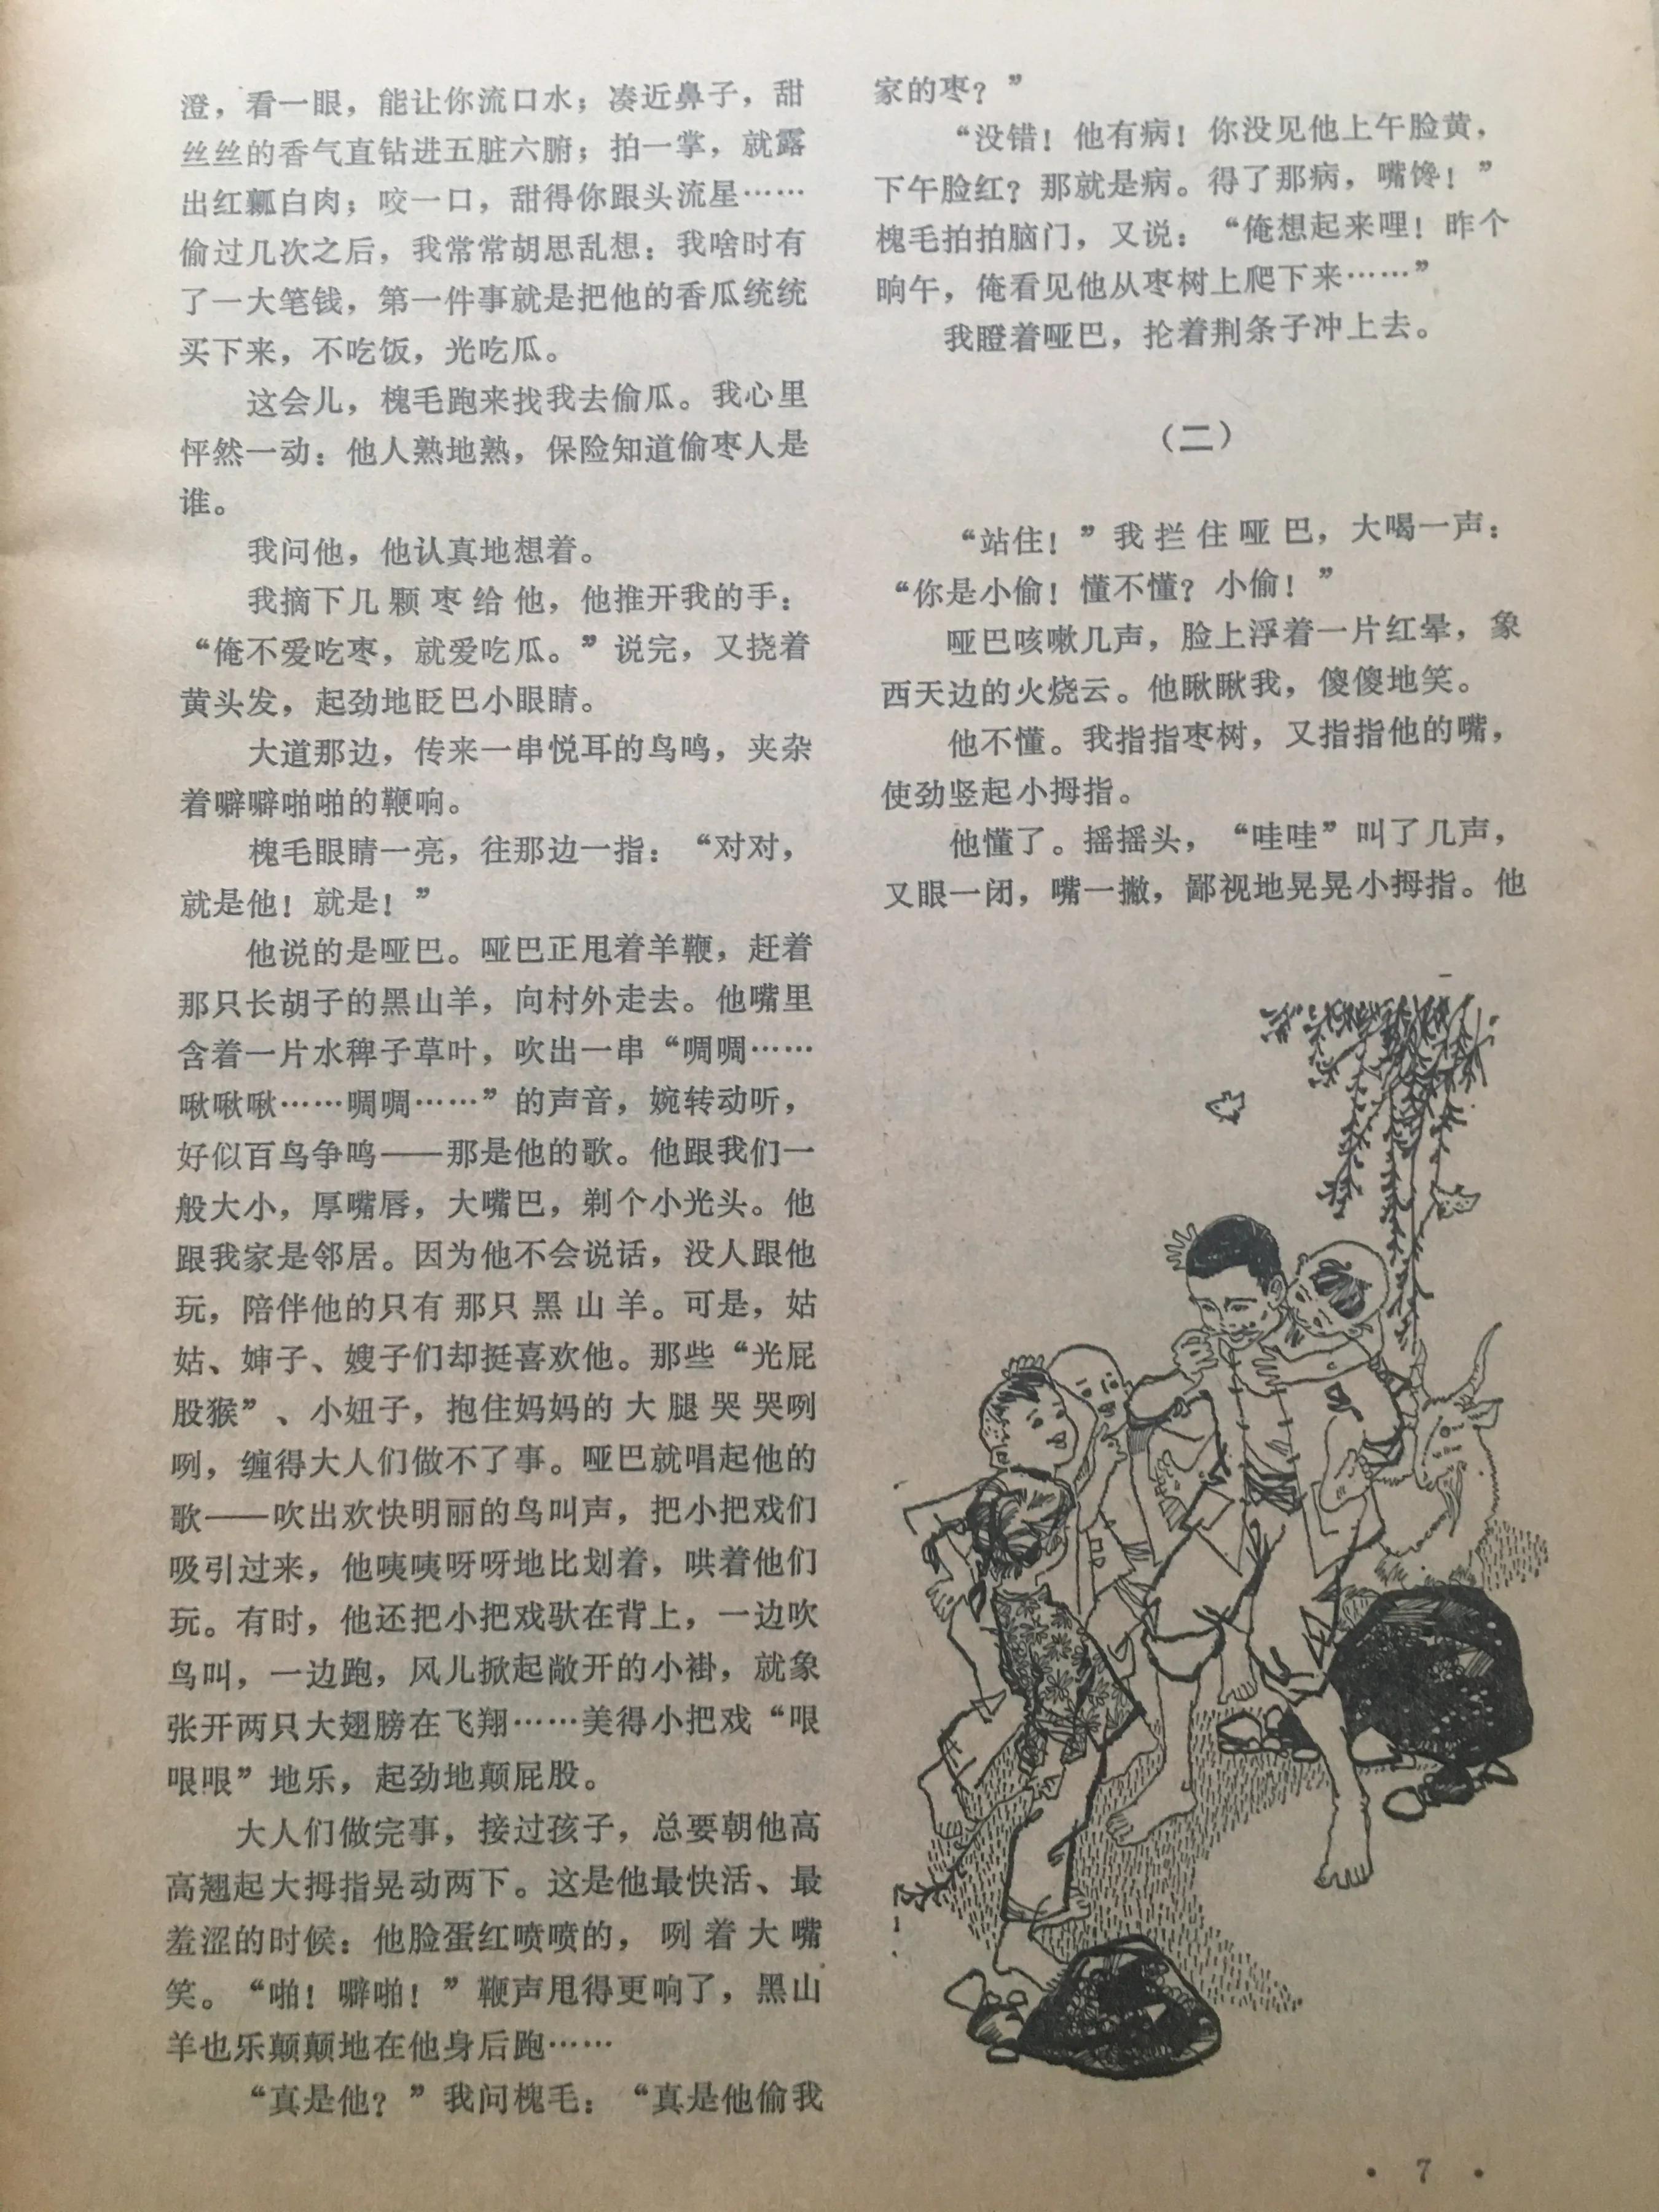 澄，看一眼，能让你流口水；凑近鼻子，甜
丝丝的香气直钻进五脏六腑；拍一掌，就露
出红瓤白肉；咬一口，甜得你跟头流星……
偷过几次之后，我常常胡思乱想：我啥时有
了一大笔钱，第一件事就是把他的香瓜统统
买下来，不吃饭，光吃瓜。
这会儿，槐毛跑来找我去偷瓜。我心里
怦然一动：他人熟地熟，保险知道偷枣人是
谁。
我问他，他认真地想着。
我摘下几颗枣给他，他推开我的手：
“俺不爱吃枣，就爱吃瓜。”说完，又挠着
黄头发，起劲地眨巴小眼睛。
大道那边，传来一串悦耳的鸟鸣，夹杂
着噼噼啪啪的鞭响。
槐毛眼睛一亮，往那边一指：“对对，
就是他！就是！”
他说的是哑巴。哑巴正甩着羊鞭，赶着
那只长胡子的黑山羊，向村外走去。他嘴里
含着一片水稗子草叶，吹出一串“啁啁……
啾啾啾……啁啁……”的声音，婉转动听，
好似百鸟争鸣——那是他的歌。他跟我们一
般大小，厚嘴唇，大嘴巴，剃个小光头。他
跟我家是邻居。因为他不会说话，没人跟他
玩，陪伴他的只有那只黑山羊。可是，姑
姑、婶子、嫂子们却挺喜欢他。那些“光屁
股猴”、小妞子，抱住妈妈的大腿哭哭咧
咧，缠得大人们做不了事。哑巴就唱起他的
歌——吹出欢快明丽的鸟叫声，把小把戏们
吸引过来，他咦咦呀呀地比划着，哄着他们
玩。有时，他还把小把戏驮在背上，一边吹
鸟叫，一边跑，风儿掀起敞开的小褂，就象
张开两只大翅膀在飞翔……美得小把戏“哏
哏哏”地乐，起劲地颠屁股。
大人们做完事，接过孩子，总要朝他高
高翘起大拇指晃动两下。这是他最快活、最
羞涩的时候：他脸蛋红喷喷的，咧着大嘴
笑。“啪！噼啪！”鞭声甩得更响了，黑山
羊也乐颠颠地在他身后跑……
“真是他？”我问槐毛：“真是他偷我
家的枣？”
“没错！他有病！你没见他上午脸黄，
下午脸红？那就是病。得了那病，嘴馋！”
槐毛拍拍脑门，又说：“俺想起来哩！昨个
晌午，俺看见他从枣树上爬下来……”
我瞪着哑巴，抡着荆条子冲上去。
（二）
“站住！”我拦住哑巴，大喝一声：
“你是小偷！懂不懂？小偷！”
哑巴咳嗽几声，脸上浮着一片红晕，象
西天边的火烧云。他瞅瞅我，傻傻地笑。
他不懂。我指指枣树，又指指他的嘴，
使劲竖起小拇指。
他懂了。摇摇头，“哇哇”叫了几声，
又眼一闭，嘴一撇，鄙视地晃晃小拇指。他
· 7 ·